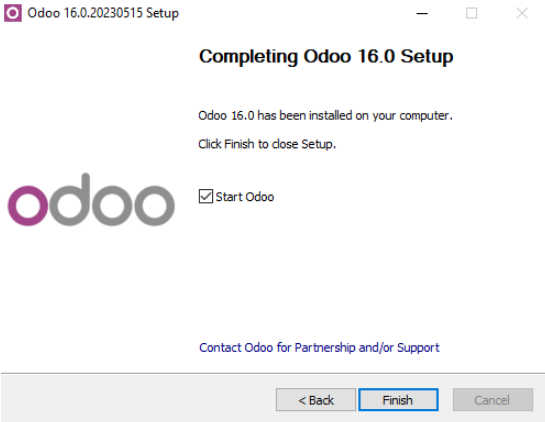 Odoo 16.0.20230515 Setup
Completing Odoo 16.0 Setup
Odoo 16.0 has been installed on your computer.
Click Finish to close Setup.
odoo
Start Odoo
Contact Odoo for Partnership and/or Support
< Back
Finish
Cancel